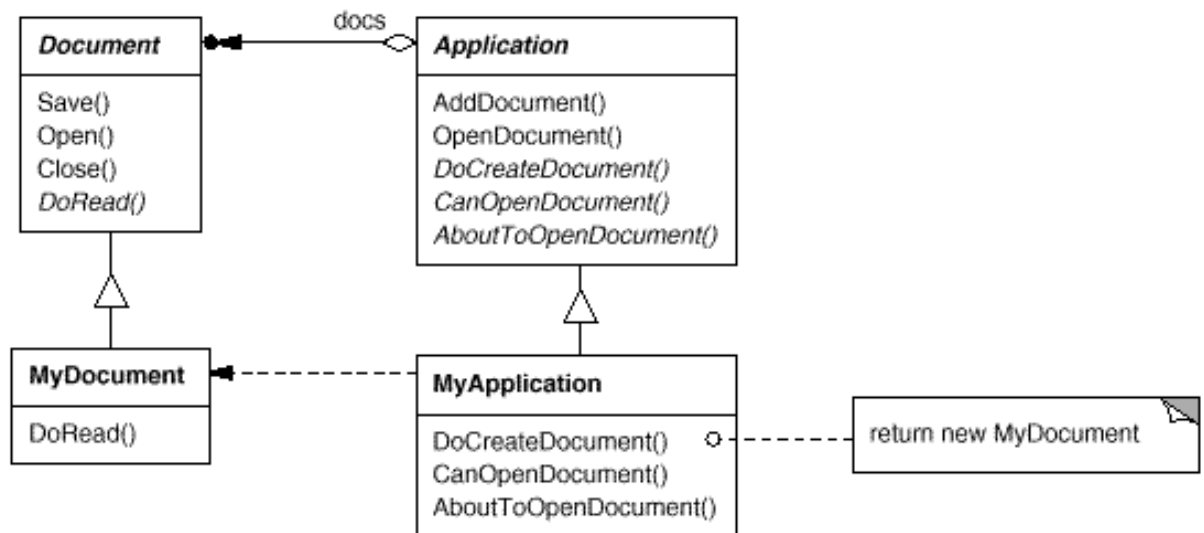 docs
Document
Save()
Open()
Close()
DoRead()
Application
AddDocument()
OpenDocument()
DoCreateDocument()
CanOpenDocument()
AboutToOpenDocument()
MyDocument
DoRead()
MyApplication
DoCreateDocument()
CanOpenDocument()
AboutToOpenDocument()
return new MyDocument